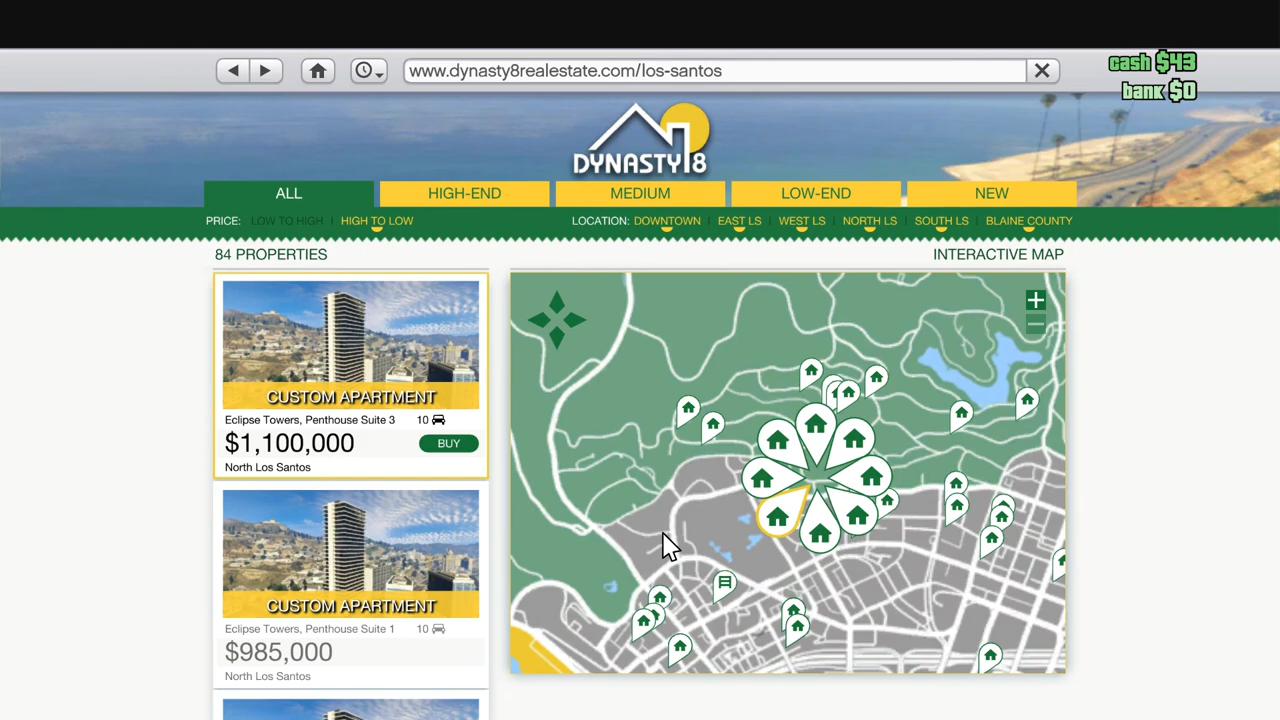 www.dynasty8realestate.com/los-santos
cash $43
bank $0
DYNASTY 8
ALL
HIGH-END
MEDIUM
LOW-END
NEW
PRICE: LOW TO HIGH | HIGH TO LOW
LOCATION: DOWNTOWN | EAST LS | WEST LS | NORTH LS | SOUTH LS | BLAINE COUNTY
84 PROPERTIES
INTERACTIVE MAP
CUSTOM APARTMENT
Eclipse Towers, Penthouse Suite 3 10
$1,100,000
BUY
North Los Santos
CUSTOM APARTMENT
Eclipse Towers, Penthouse Suite 1 10
$985,000
North Los Santos